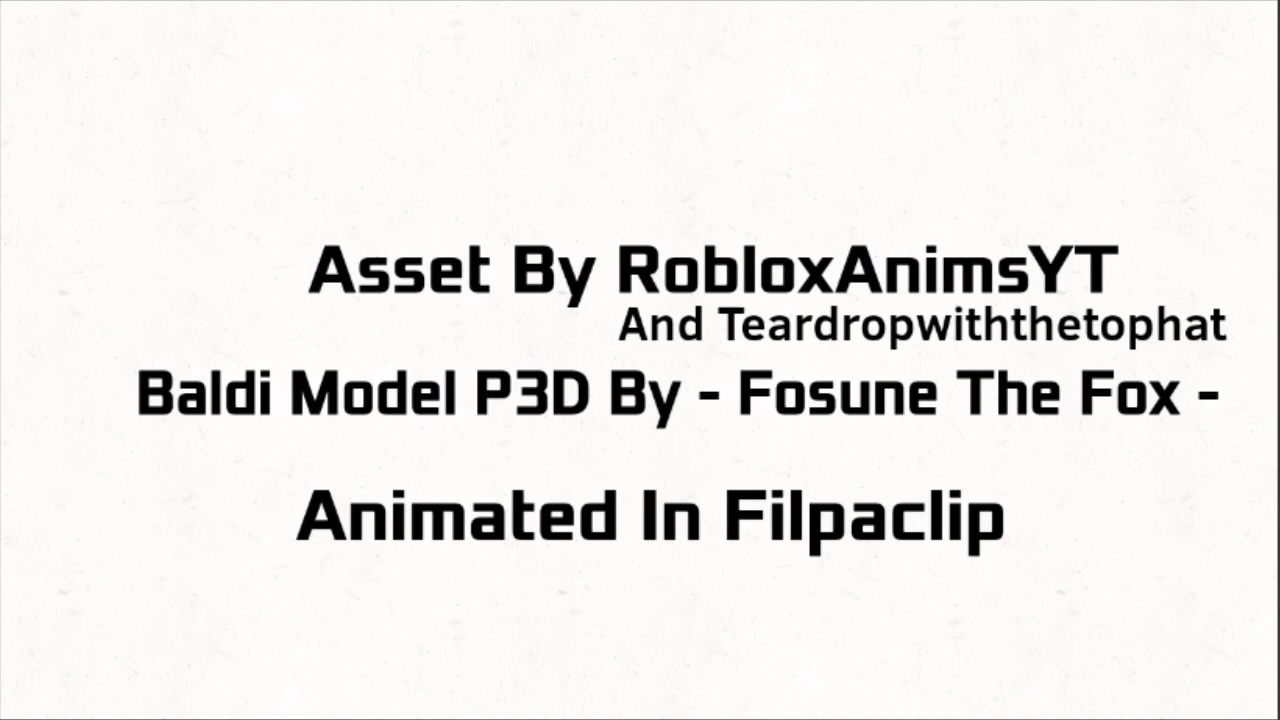 Asset By RobloxAnimsYT
And Teardropwiththetophat
Baldi Model P3D By - Fosune The Fox -
Animated In Filpaclip